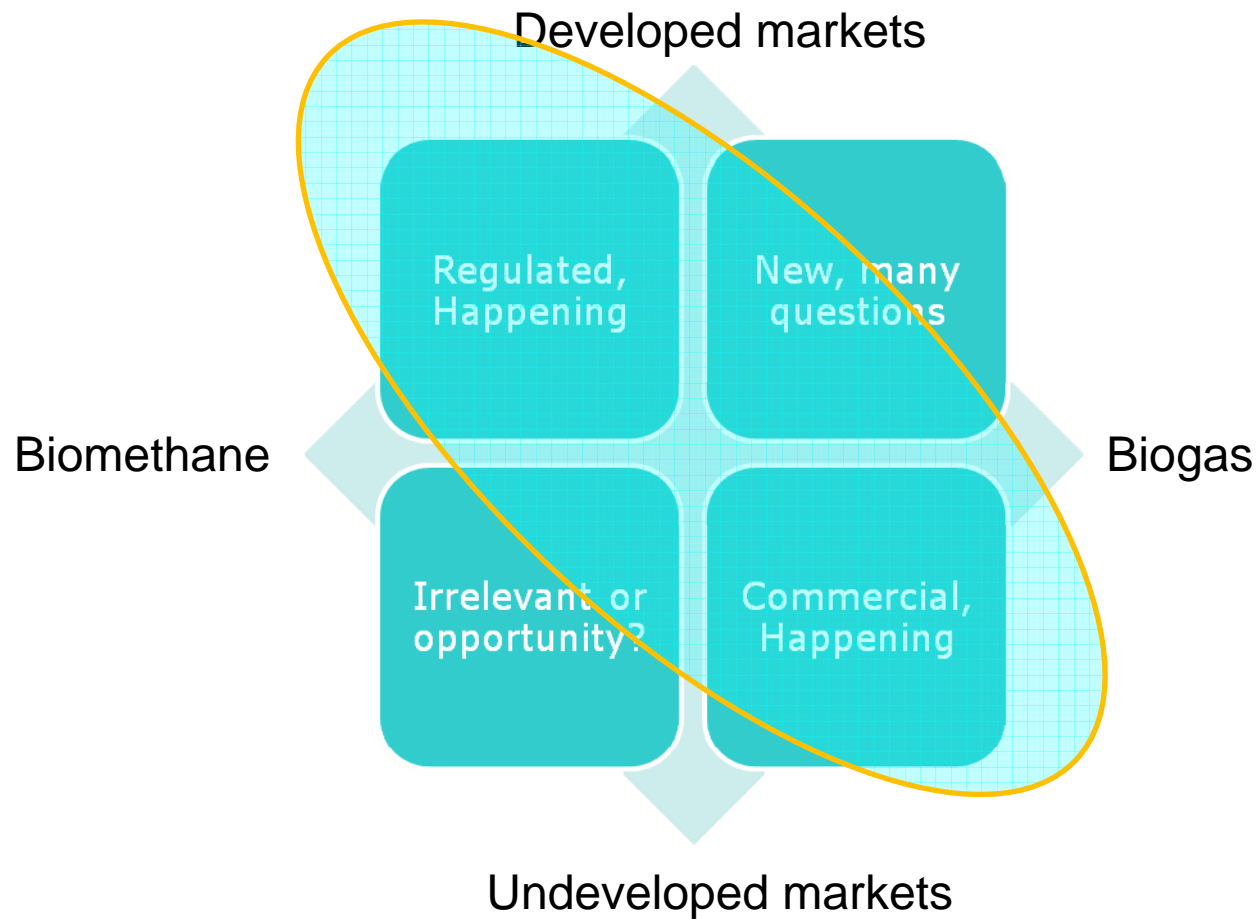 Developed markets
Regulated,
Happening
New, many
questions
Biomethane
Biogas
Irrelevant or
opportunity?
Commercial,
Happening
Undeveloped markets